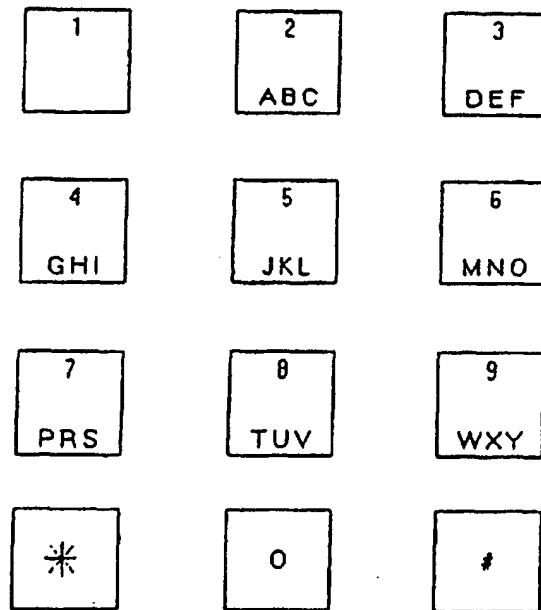 1 2 3
ABC DEF
4 5 6
GHI JKL MNO
7 8 9
PRS TUV WXY
* 0 #